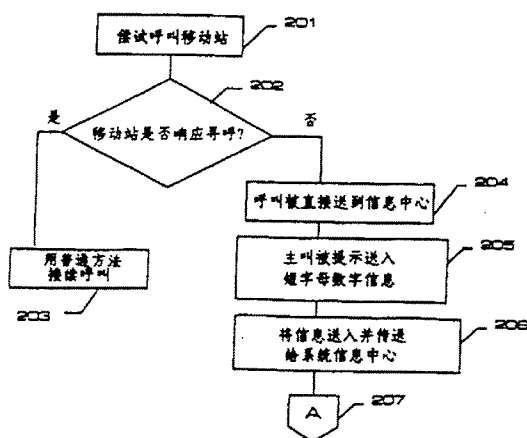 201
尝试呼叫移动站
202
是
否
移动站是否响应寻呼?
204
呼叫被直接送到信息中心
205
主叫被提示送入
短字母数字信息
用普通方法
接续呼叫
203
206
将信息送入并传送
给系统信息中心
A
207